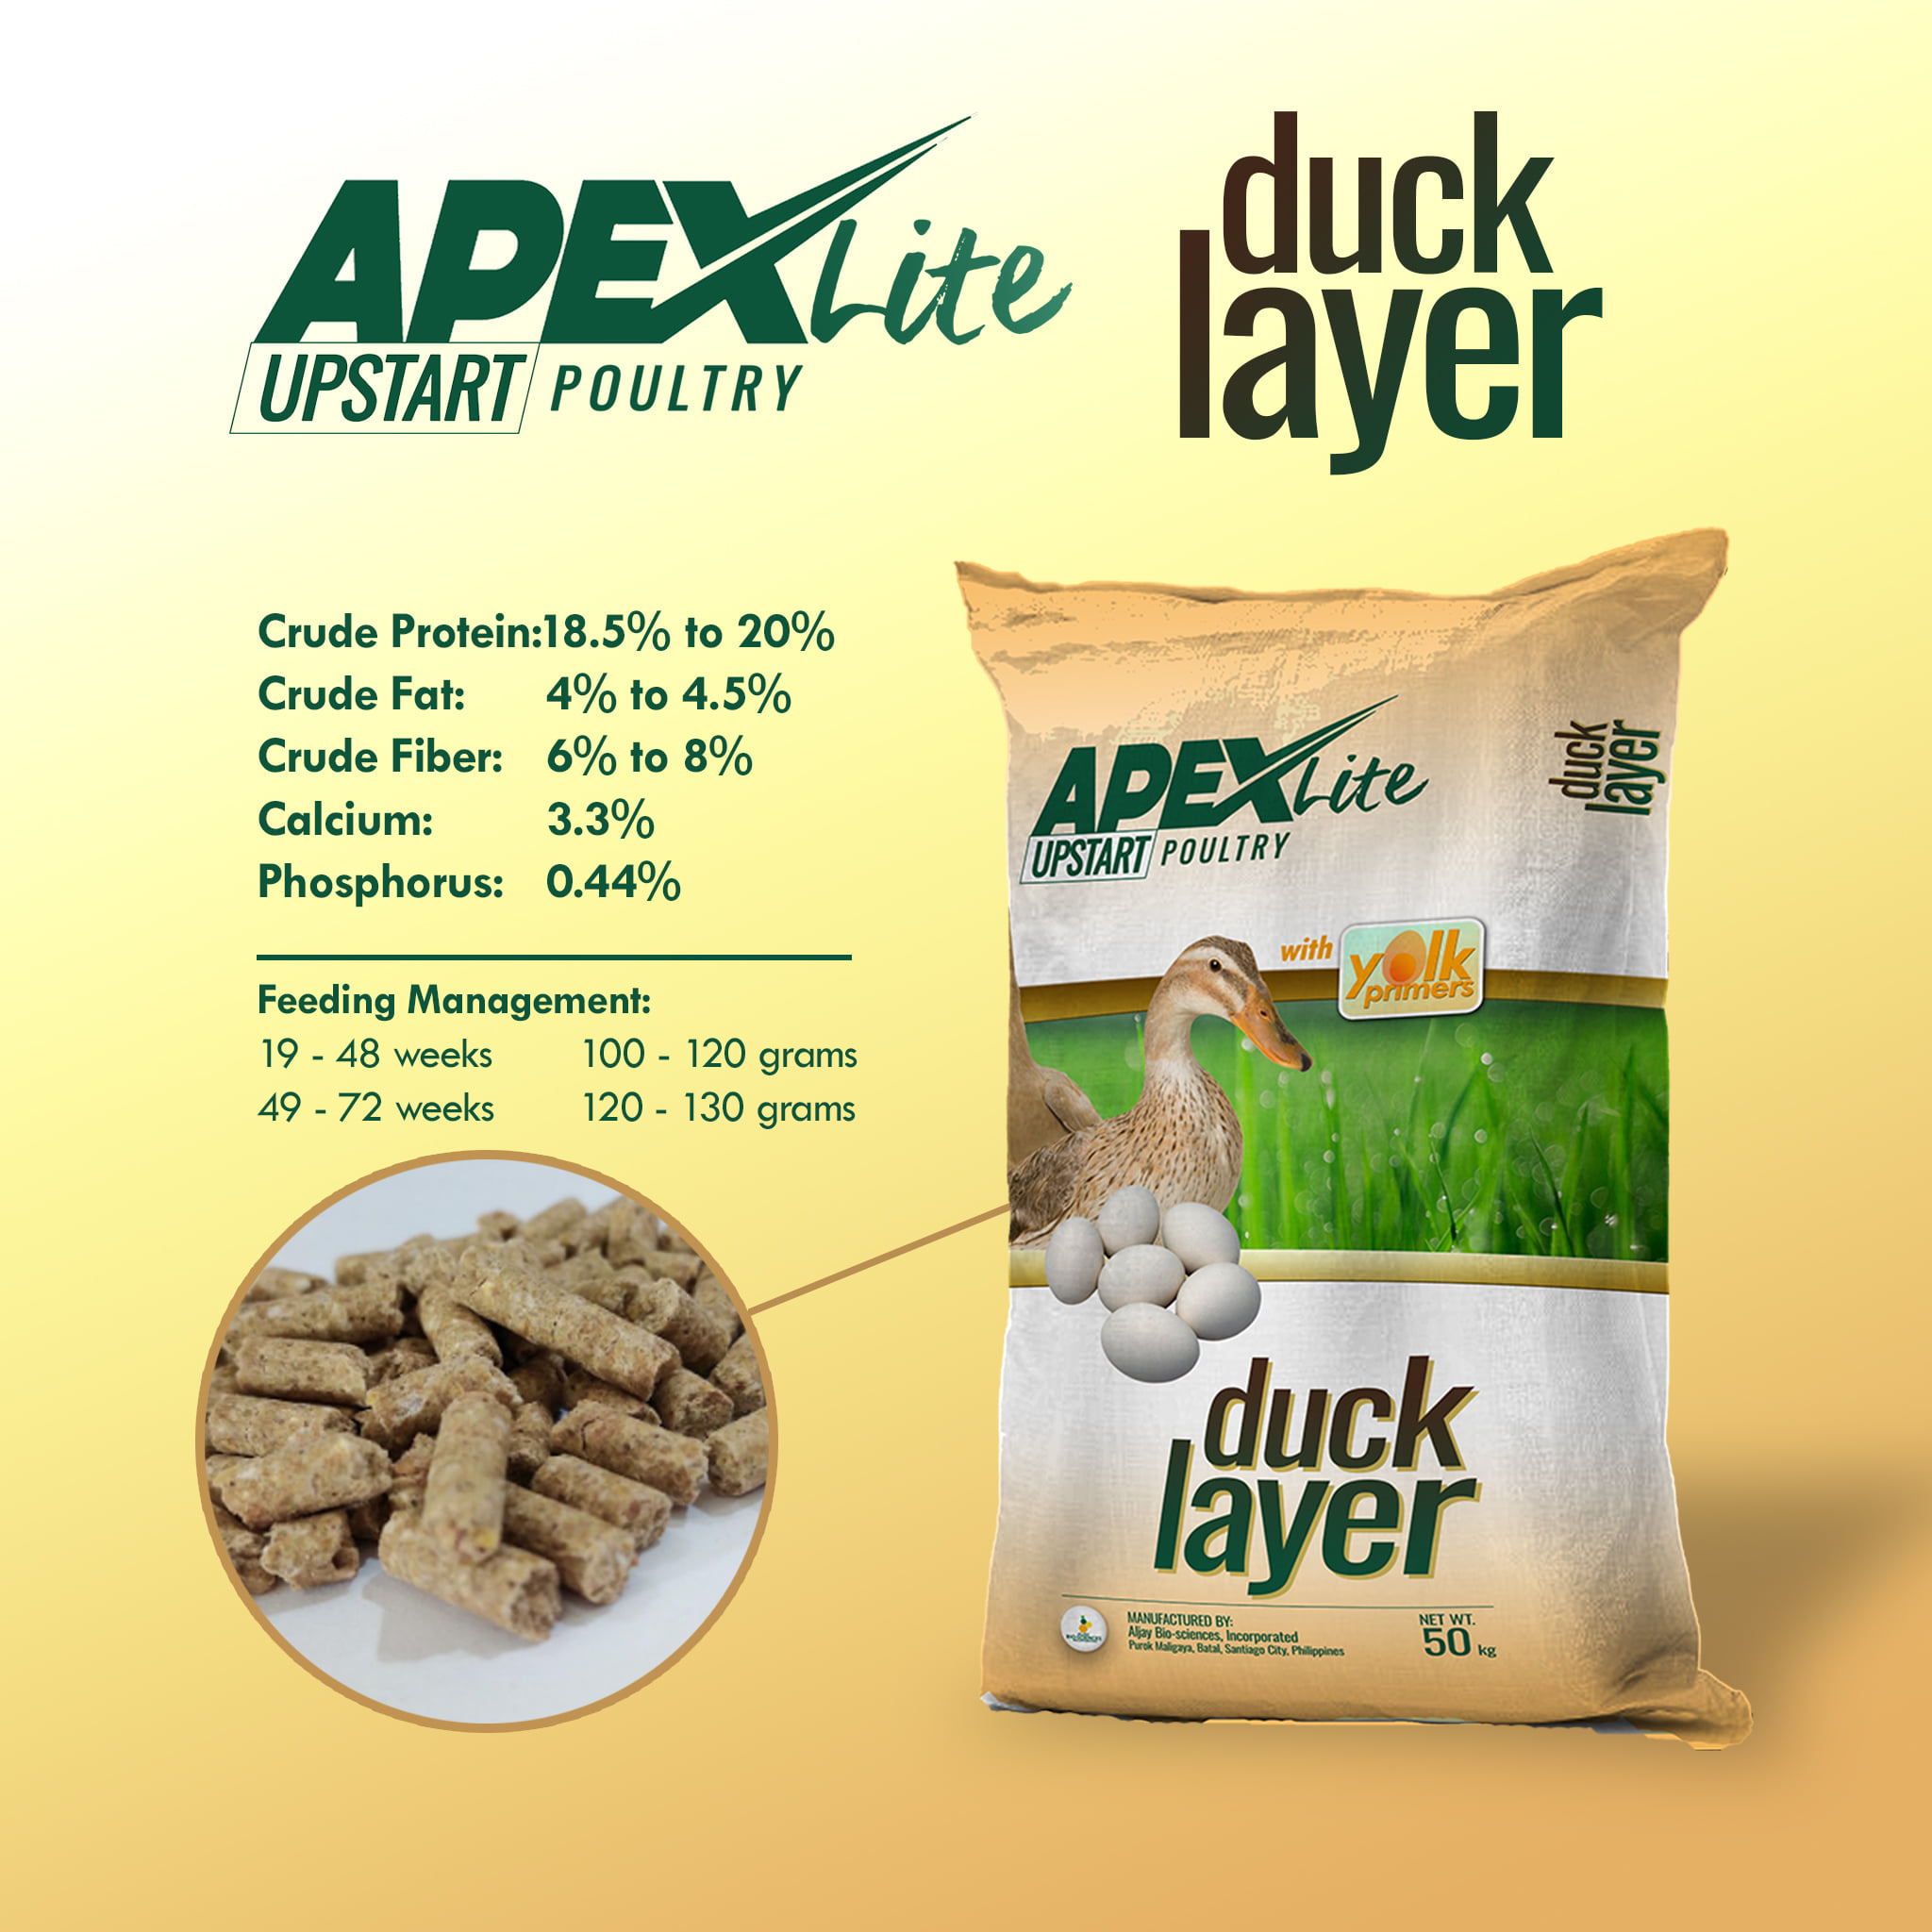 APEX Lite
UPSTART POULTRY
duck
layer
Crude Protein:18.5% to 20%
Crude Fat: 4% to 4.5%
Crude Fiber: 6% to 8%
Calcium: 3.3%
Phosphorus: 0.44%
Feeding Management:
19 - 48 weeks 100 - 120 grams
49 - 72 weeks 120 - 130 grams
APEX Lite
UPSTART POULTRY
duck
layer
with yolk
primers
duck
layer
MANUFACTURED BY:
Aljay Bio-sciences, Incorporated
Purok Maligaya, Batal, Santiago City, Philippines
NET WT.
50 kg